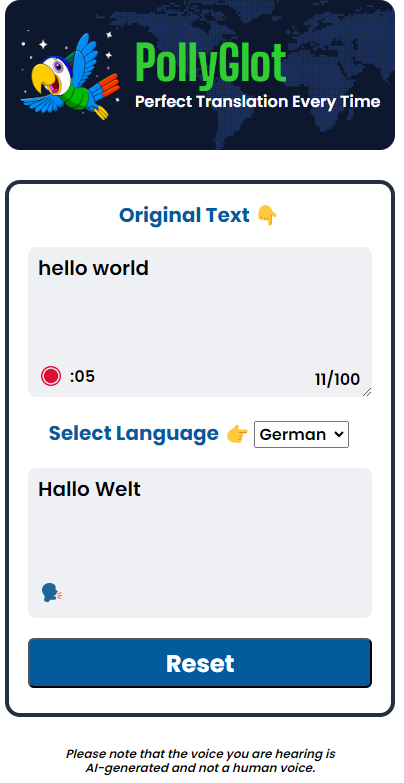 PollyGlot
Perfect Translation Every Time
Original Text 👇
hello world
:05
11/100
Select Language 👉 German
Hallo Welt
Reset
Please note that the voice you are hearing is
AI-generated and not a human voice.